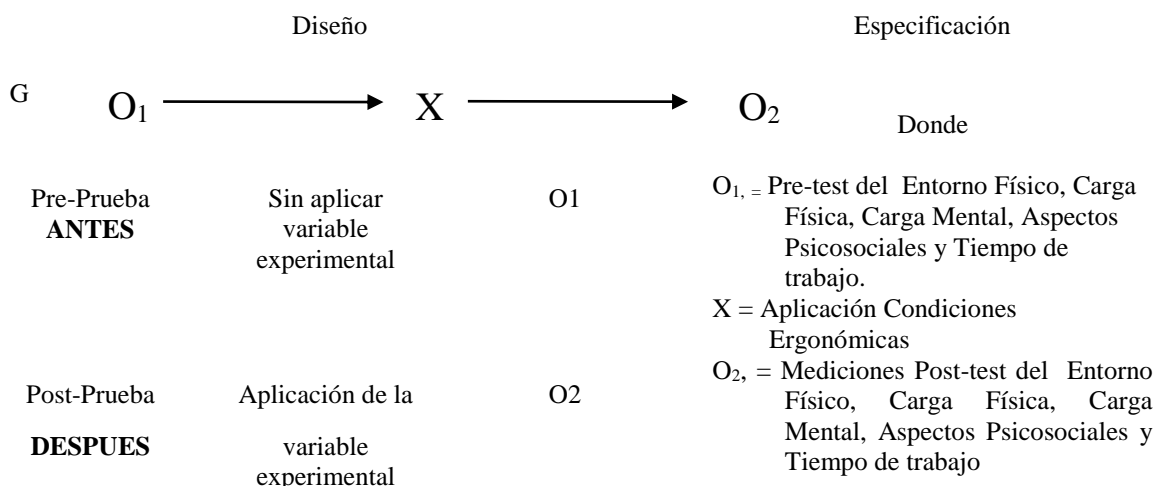 Diseño
Especificación
G O₁ X O₂
Donde
Pre-Prueba
ANTES
Sin aplicar
variable
experimental
O1
O₁, = Pre-test del Entorno Físico, Carga
Física, Carga Mental, Aspectos
Psicosociales y Tiempo de
trabajo.
X = Aplicación Condiciones
Ergonómicas
Post-Prueba
DESPUES
Aplicación de la
variable
experimental
O2
O₂, = Mediciones Post-test del Entorno
Físico, Carga Física, Carga
Mental, Aspectos Psicosociales y
Tiempo de trabajo